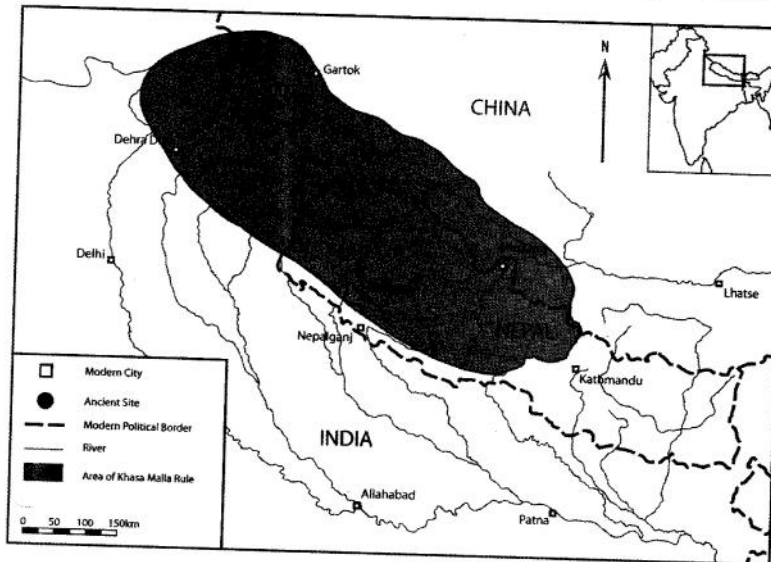 Gartok
N
CHINA
Dehra D
Delhi
Lhatse
NEPAL
Nepalganj
Kathmandu
Modern City
Ancient Site
Modern Political Border
River
INDIA
Area of Khasa Malla Rule
Allahabad
Patna
0 50 100 150km